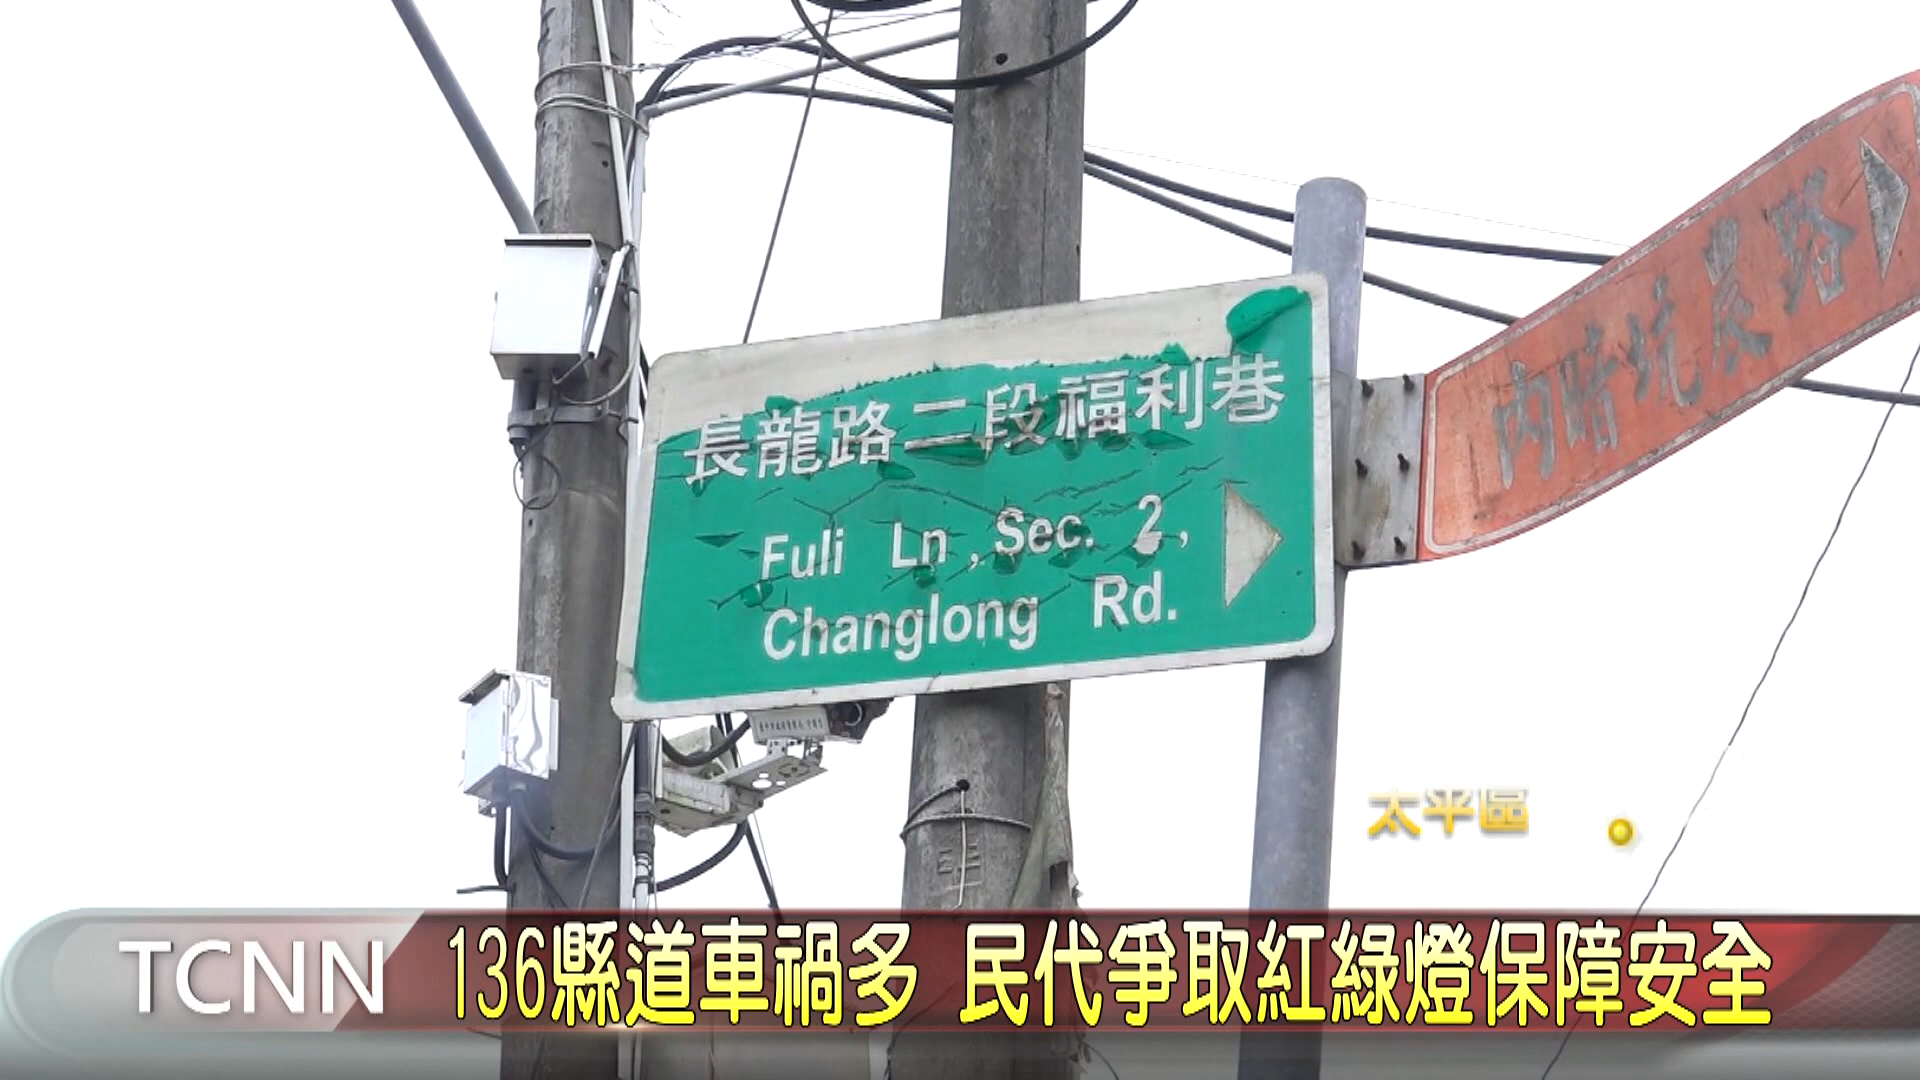 長龍路二段福利巷
Fuli Ln, Sec. 2,
Changlong Rd.
內暗坑農路
太平區
TCNN 136縣道車禍多 民代爭取紅綠燈保障安全